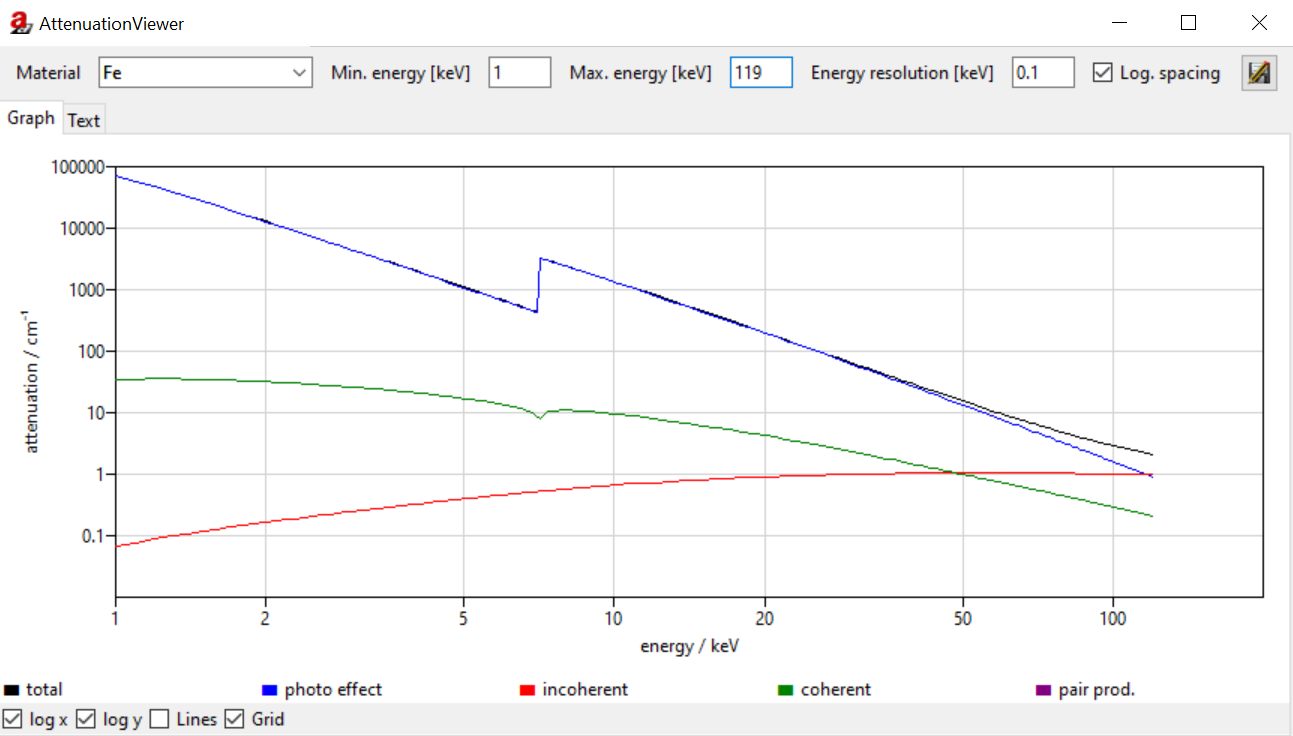 AttenuationViewer
Material Fe Min. energy [keV] 1 Max. energy [keV] 119 Energy resolution [keV] 0.1 Log. spacing
Graph Text
100000
10000
1000
100
10
1
0.1
attenuation / cm⁻¹
1 2 5 10 20 50 100
energy / keV
total photo effect incoherent coherent pair prod.
log x log y Lines Grid